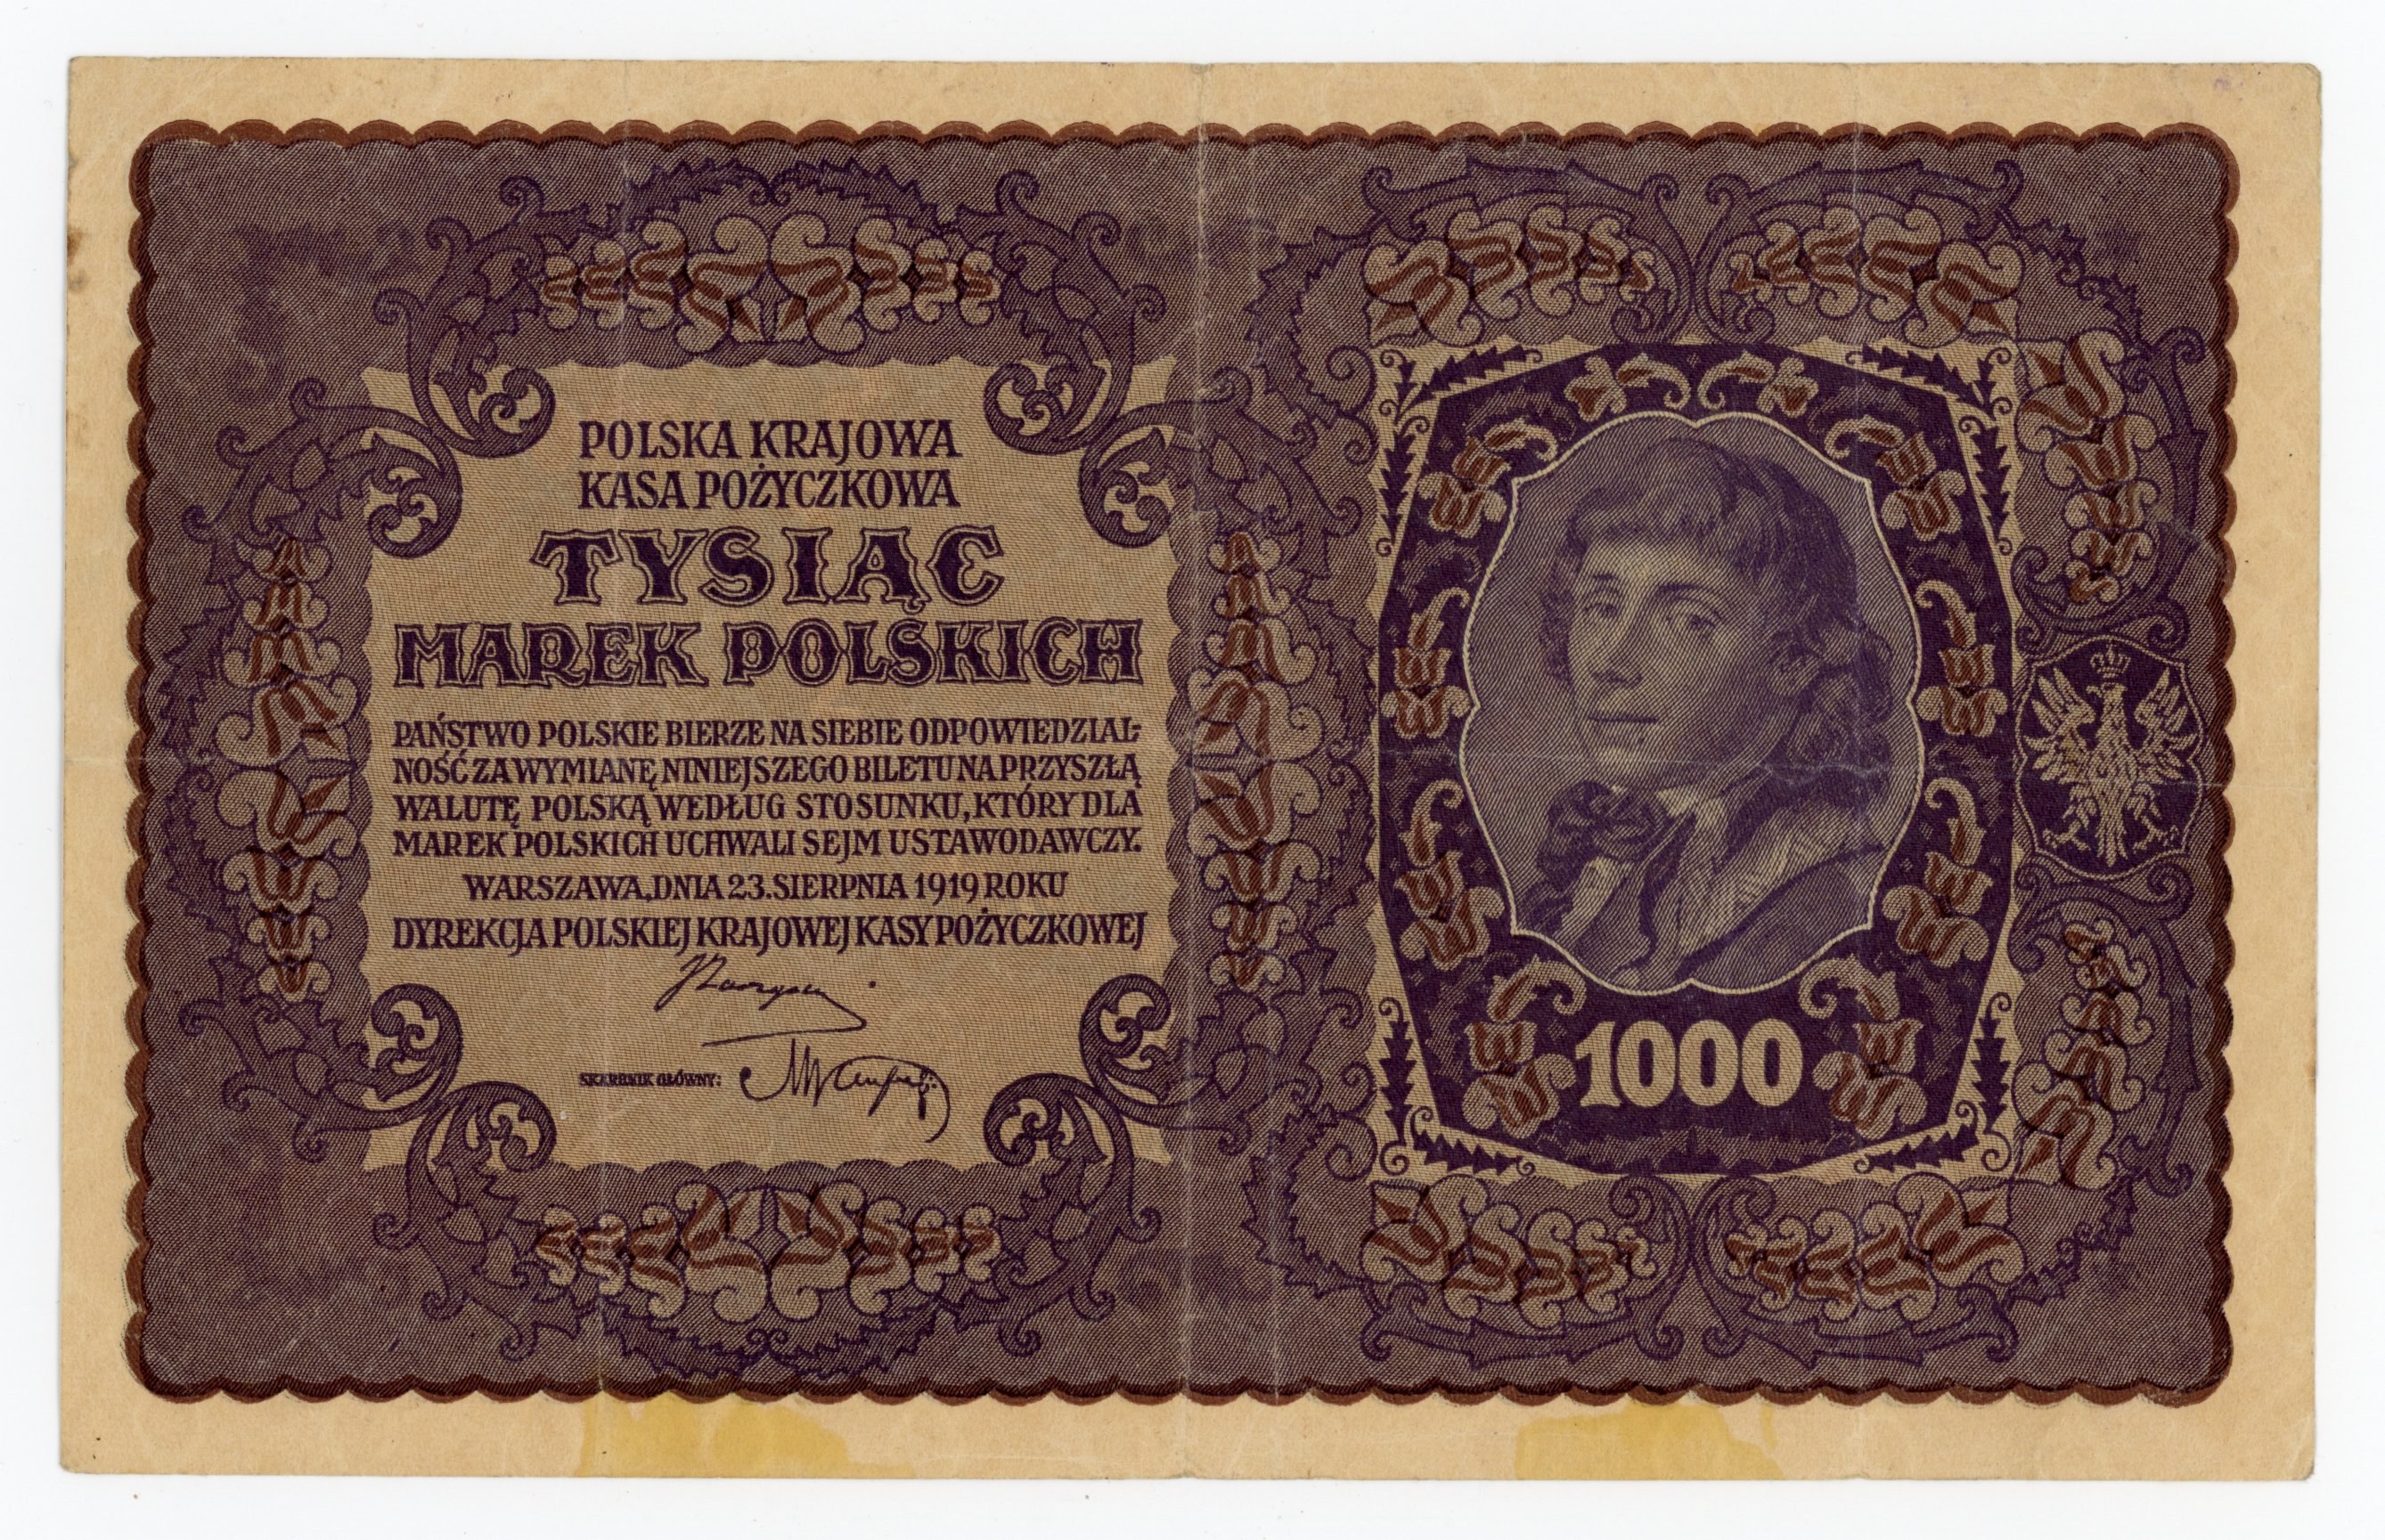 POLSKA KRAJOWA
KASA POŻYCZKOWA
TYSIĄC
MAREK POLSKICH
PAŃSTWO POLSKIE BIERZE NA SIEBIE ODPOWIEDZIAL-
NOŚĆ ZA WYMIANĘ NINIEJSZEGO BILETU NA PRZYSZŁĄ
WALUTĘ POLSKĄ WEDŁUG STOSUNKU, KTÓRY DLA
MAREK POLSKICH UCHWALI SEJM USTAWODAWCZY.
WARSZAWA, DNIA 23. SIERPNIA 1919 ROKU
DYREKCJA POLSKIEJ KRAJOWEJ KASY POŻYCZKOWEJ
SKARBNIK GŁÓWNY:
1000